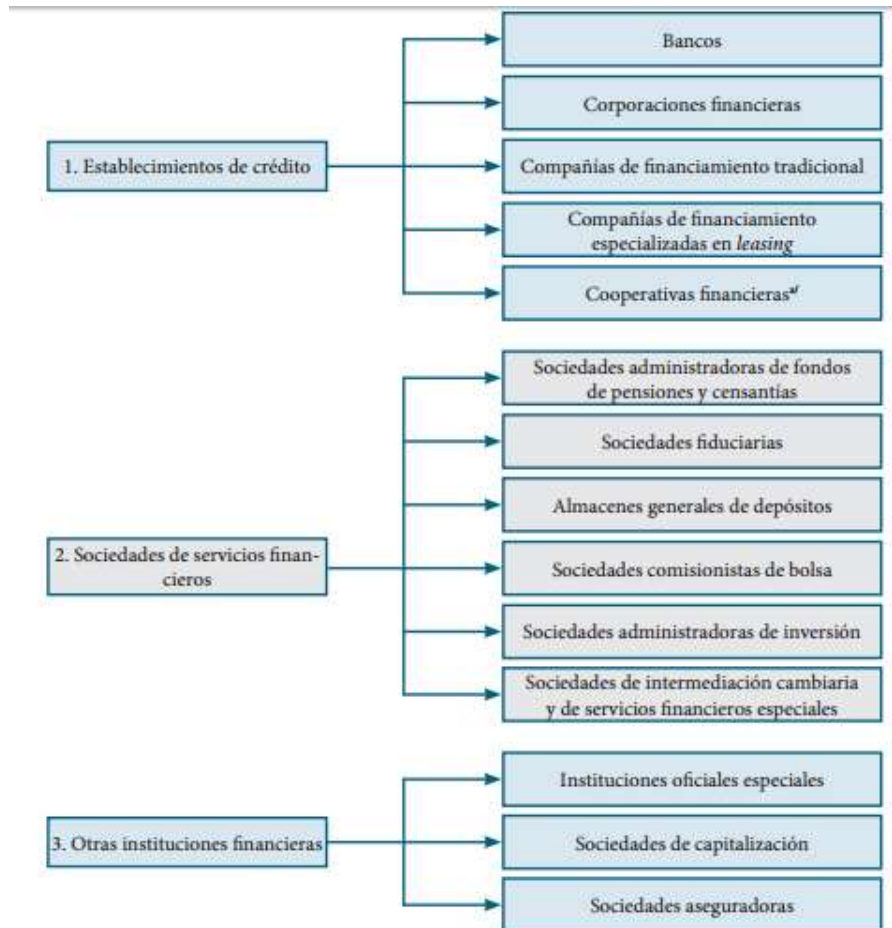 Bancos
Corporaciones financieras
1. Establecimientos de crédito
Compañías de financiamiento tradicional
Compañías de financiamiento
especializadas en leasing
Cooperativas financierasa/
Sociedades administradoras de fondos
de pensiones y censantías
Sociedades fiduciarias
Almacenes generales de depósitos
2. Sociedades de servicios finan-
cieros
Sociedades comisionistas de bolsa
Sociedades administradoras de inversión
Sociedades de intermediación cambiaria
y de servicios financieros especiales
Instituciones oficiales especiales
3. Otras instituciones financieras
Sociedades de capitalización
Sociedades aseguradoras